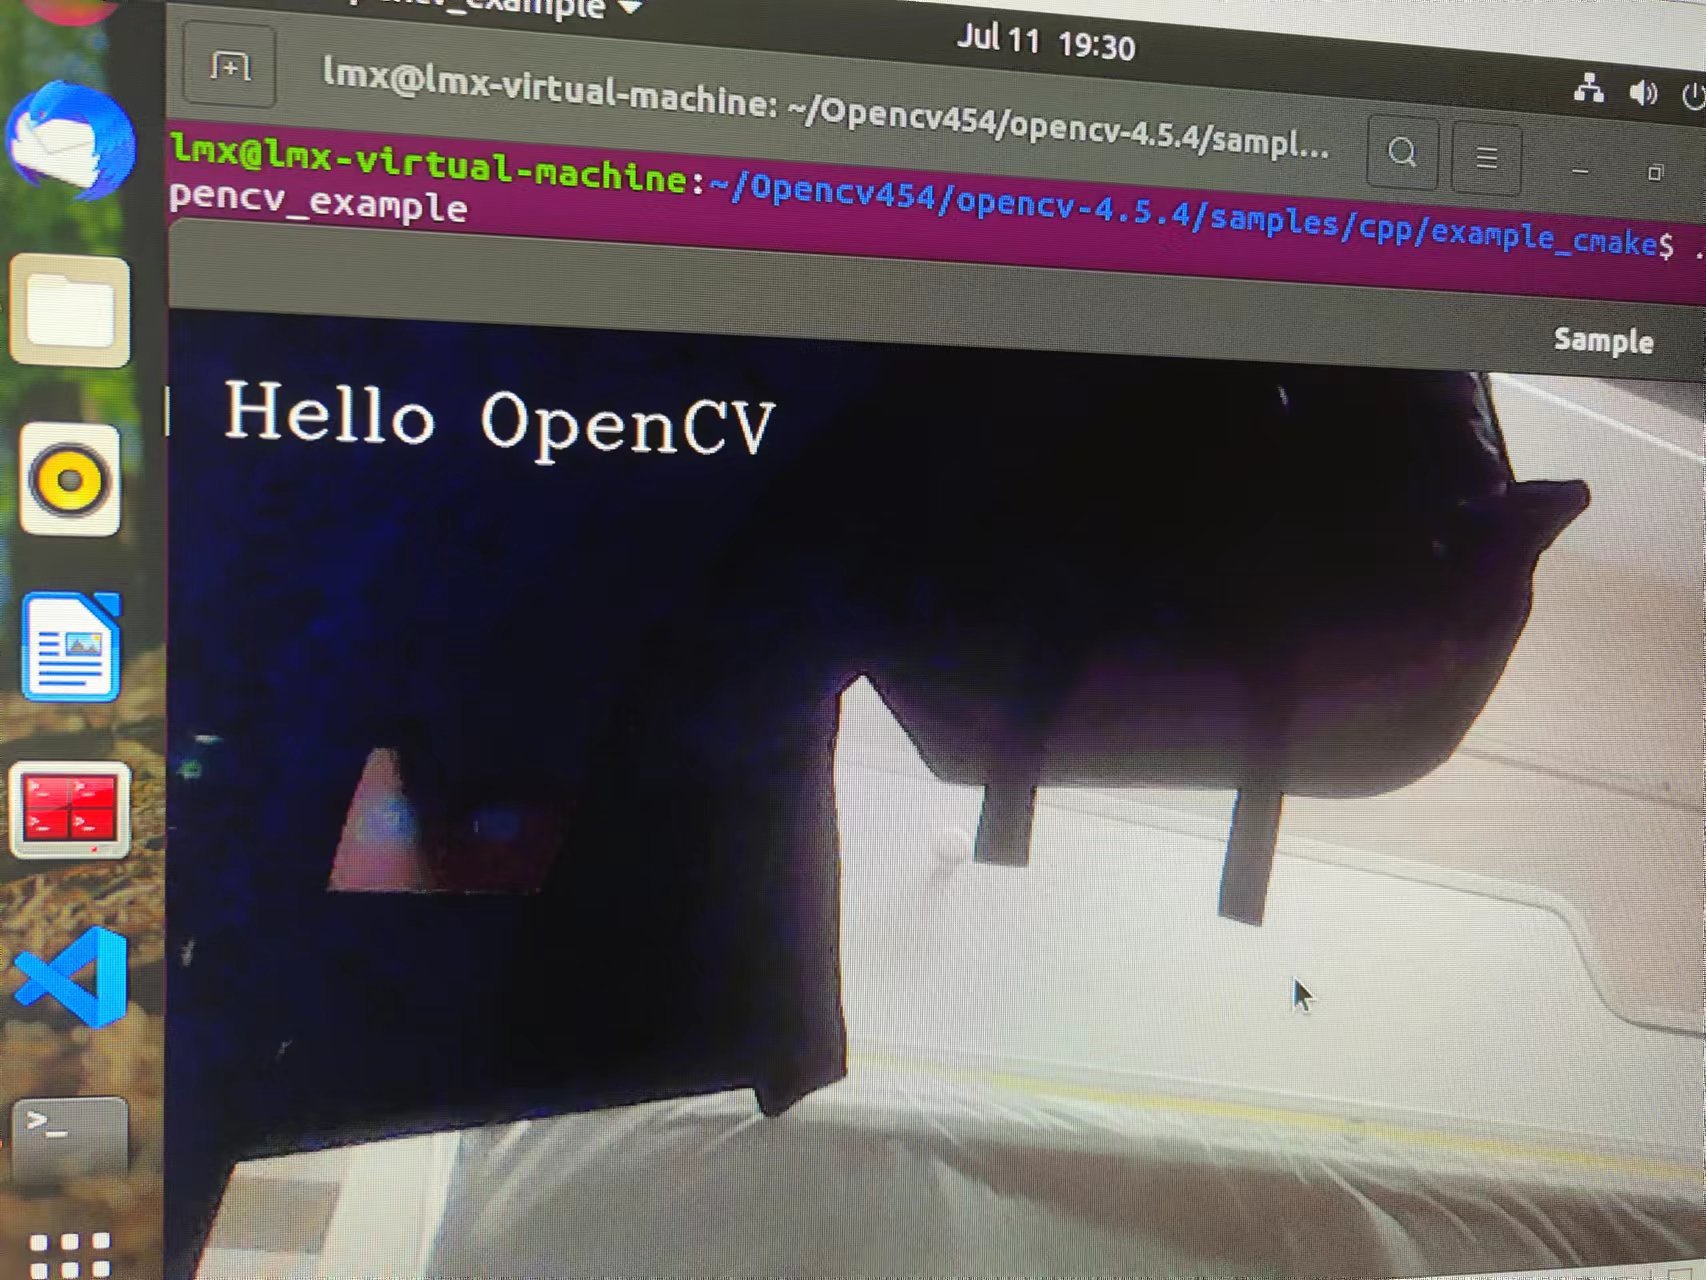 Jul 11 19:30
lmx@lmx-virtual-machine: ~/Opencv454/opencv-4.5.4/sampl...
lmx@lmx-virtual-machine:~/Opencv454/opencv-4.5.4/samples/cpp/example_cmake$ .
pencv_example
Sample
Hello OpenCV
>_